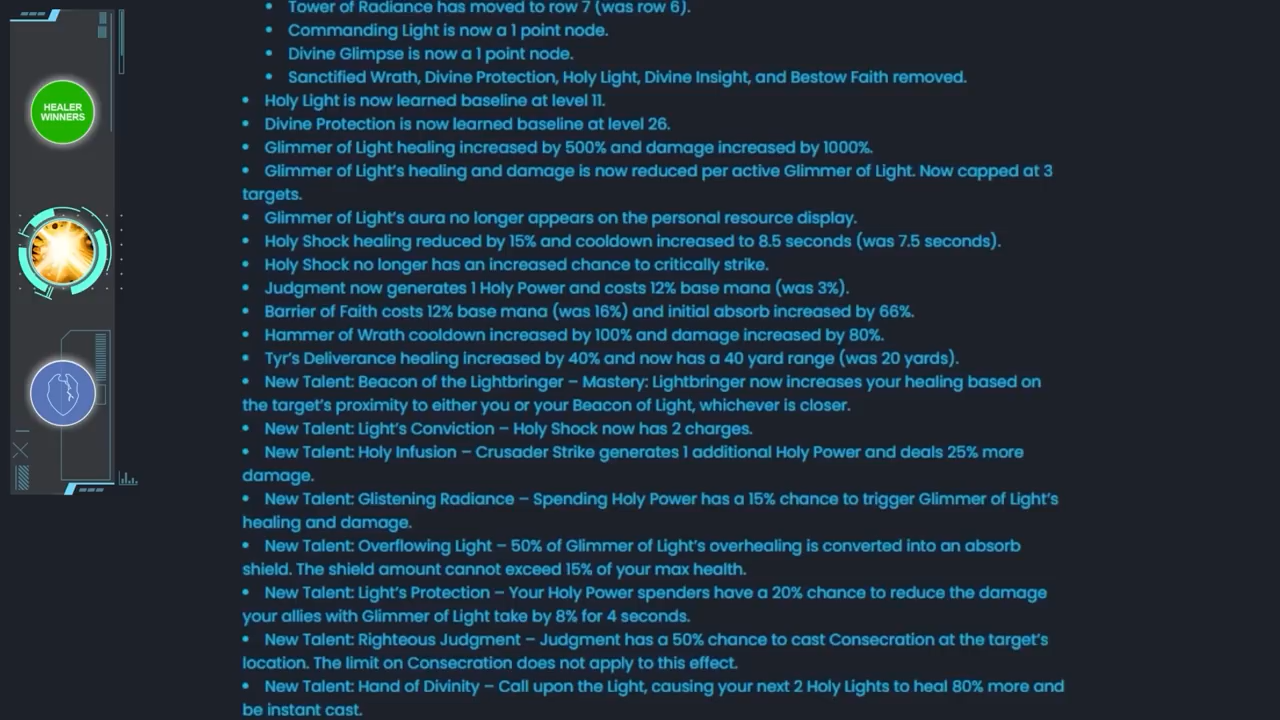 • Tower of Radiance has moved to row 7 (was row 6).
• Commanding Light is now a 1 point node.
• Divine Glimpse is now a 1 point node.
• Sanctified Wrath, Divine Protection, Holy Light, Divine Insight, and Bestow Faith removed.
• Holy Light is now learned baseline at level 11.
• Divine Protection is now learned baseline at level 26.
• Glimmer of Light healing increased by 500% and damage increased by 1000%.
• Glimmer of Light's healing and damage is now reduced per active Glimmer of Light. Now capped at 3
targets.
• Glimmer of Light's aura no longer appears on the personal resource display.
• Holy Shock healing reduced by 15% and cooldown increased to 8.5 seconds (was 7.5 seconds).
• Holy Shock no longer has an increased chance to critically strike.
• Judgment now generates 1 Holy Power and costs 12% base mana (was 3%).
• Barrier of Faith costs 12% base mana (was 16%) and initial absorb increased by 66%.
• Hammer of Wrath cooldown increased by 100% and damage increased by 80%.
• Tyr's Deliverance healing increased by 40% and now has a 40 yard range (was 20 yards).
• New Talent: Beacon of the Lightbringer – Mastery: Lightbringer now increases your healing based on
the target's proximity to either you or your Beacon of Light, whichever is closer.
• New Talent: Light's Conviction – Holy Shock now has 2 charges.
• New Talent: Holy Infusion – Crusader Strike generates 1 additional Holy Power and deals 25% more
damage.
• New Talent: Glistening Radiance – Spending Holy Power has a 15% chance to trigger Glimmer of Light's
healing and damage.
• New Talent: Overflowing Light – 50% of Glimmer of Light's overhealing is converted into an absorb
shield. The shield amount cannot exceed 15% of your max health.
• New Talent: Light's Protection – Your Holy Power spenders have a 20% chance to reduce the damage
your allies with Glimmer of Light take by 8% for 4 seconds.
• New Talent: Righteous Judgment – Judgment has a 50% chance to cast Consecration at the target's
location. The limit on Consecration does not apply to this effect.
• New Talent: Hand of Divinity – Call upon the Light, causing your next 2 Holy Lights to heal 80% more and
be instant cast.
HEALER
WINNERS